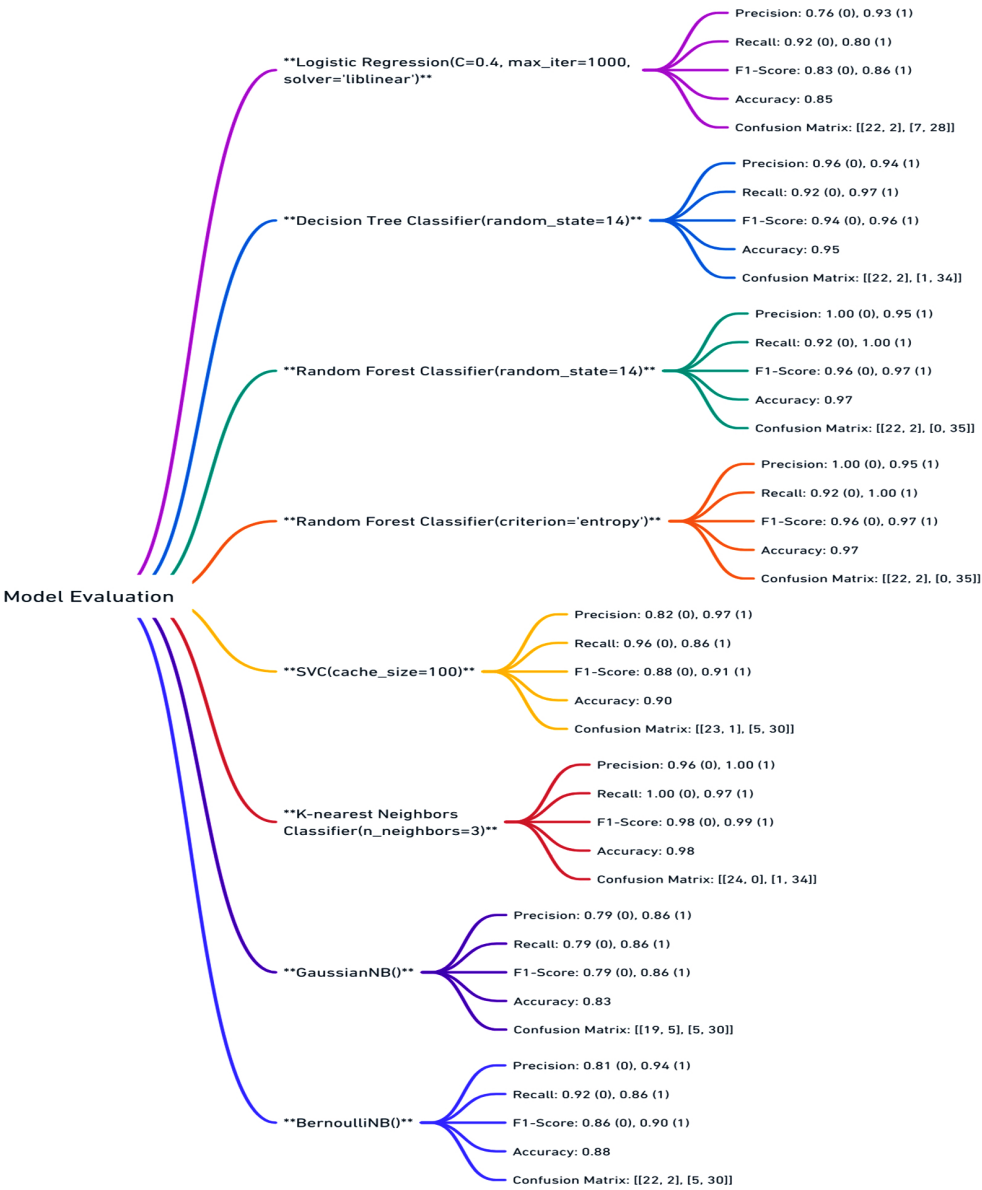 Model Evaluation
**Logistic Regression(C=0.4, max_iter=1000,
solver='liblinear')**
Precision: 0.76 (0), 0.93 (1)
Recall: 0.92 (0), 0.80 (1)
F1-Score: 0.83 (0), 0.86 (1)
Accuracy: 0.85
Confusion Matrix: [[22, 2], [7, 28]]
**Decision Tree Classifier(random_state=14)**
Precision: 0.96 (0), 0.94 (1)
Recall: 0.92 (0), 0.97 (1)
F1-Score: 0.94 (0), 0.96 (1)
Accuracy: 0.95
Confusion Matrix: [[22, 2], [1, 34]]
**Random Forest Classifier(random_state=14)**
Precision: 1.00 (0), 0.95 (1)
Recall: 0.92 (0), 1.00 (1)
F1-Score: 0.96 (0), 0.97 (1)
Accuracy: 0.97
Confusion Matrix: [[22, 2], [0, 35]]
**Random Forest Classifier(criterion='entropy')**
Precision: 1.00 (0), 0.95 (1)
Recall: 0.92 (0), 1.00 (1)
F1-Score: 0.96 (0), 0.97 (1)
Accuracy: 0.97
Confusion Matrix: [[22, 2], [0, 35]]
**SVC(cache_size=100)**
Precision: 0.82 (0), 0.97 (1)
Recall: 0.96 (0), 0.86 (1)
F1-Score: 0.88 (0), 0.91 (1)
Accuracy: 0.90
Confusion Matrix: [[23, 1], [5, 30]]
**K-nearest Neighbors
Classifier(n_neighbors=3)**
Precision: 0.96 (0), 1.00 (1)
Recall: 1.00 (0), 0.97 (1)
F1-Score: 0.98 (0), 0.99 (1)
Accuracy: 0.98
Confusion Matrix: [[24, 0], [1, 34]]
**GaussianNB()**
Precision: 0.79 (0), 0.86 (1)
Recall: 0.79 (0), 0.86 (1)
F1-Score: 0.79 (0), 0.86 (1)
Accuracy: 0.83
Confusion Matrix: [[19, 5], [5, 30]]
**BernoulliNB()**
Precision: 0.81 (0), 0.94 (1)
Recall: 0.92 (0), 0.86 (1)
F1-Score: 0.86 (0), 0.90 (1)
Accuracy: 0.88
Confusion Matrix: [[22, 2], [5, 30]]